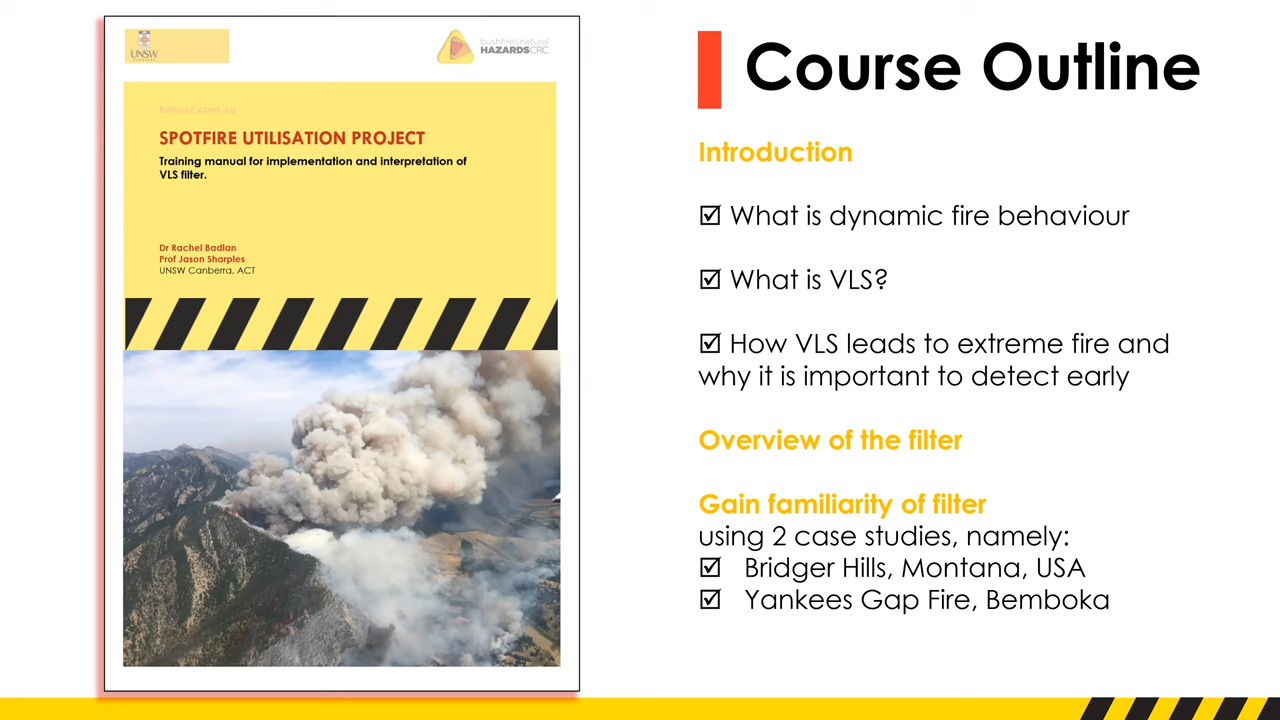 UNSW
bushfire&natural
HAZARDSCRC
bnhcrc.com.au
SPOTFIRE UTILISATION PROJECT
Training manual for implementation and interpretation of
VLS filter.
Dr Rachel Badlan
Prof Jason Sharples
UNSW Canberra, ACT
Course Outline
Introduction
☑ What is dynamic fire behaviour
☑ What is VLS?
☑ How VLS leads to extreme fire and
why it is important to detect early
Overview of the filter
Gain familiarity of filter
using 2 case studies, namely:
☑ Bridger Hills, Montana, USA
☑ Yankees Gap Fire, Bemboka